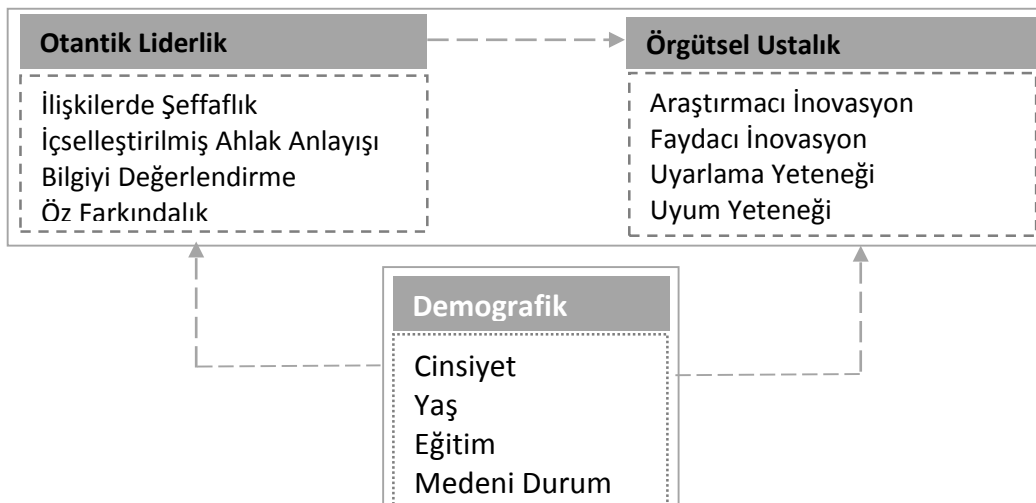 Otantik Liderlik
İlişkilerde Şeffaflık
İçselleştirilmiş Ahlak Anlayışı
Bilgiyi Değerlendirme
Öz Farkındalık
Örgütsel Ustalık
Araştırmacı İnovasyon
Faydacı İnovasyon
Uyarlama Yeteneği
Uyum Yeteneği
Demografik
Cinsiyet
Yaş
Eğitim
Medeni Durum